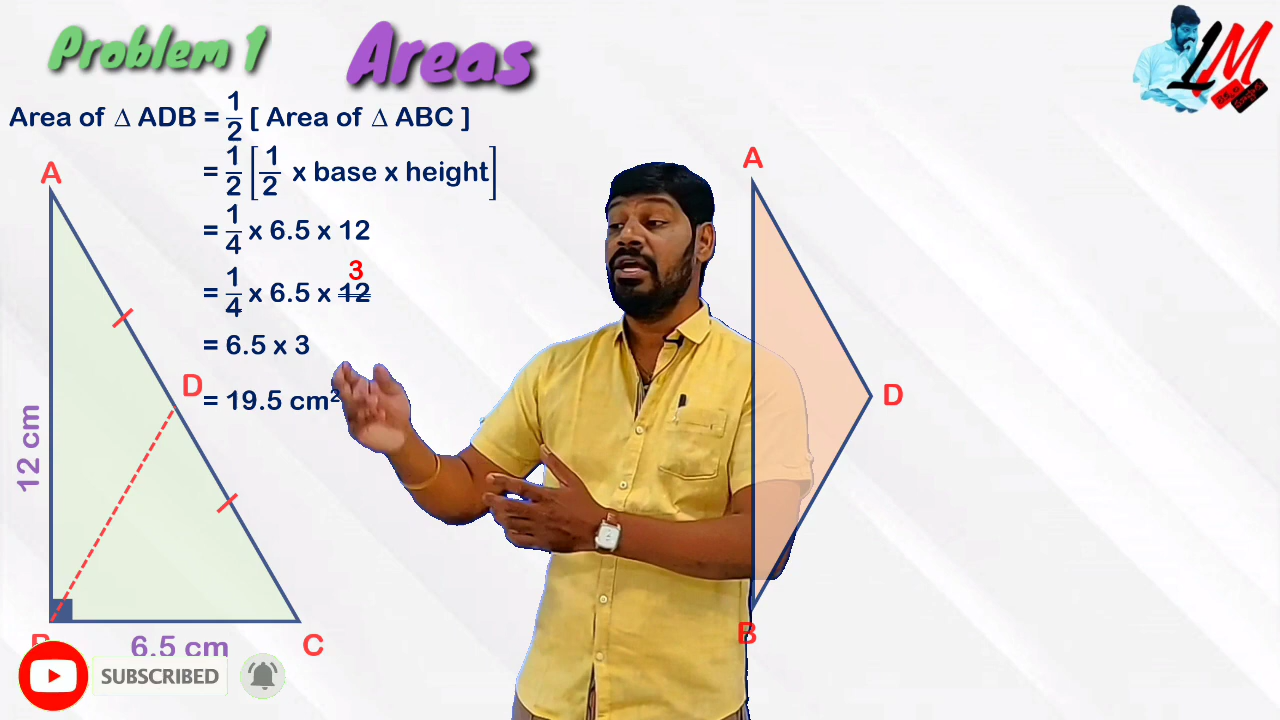 Problem 1
Areas
LM
Area of Δ ADB = 1/2 [ Area of Δ ABC ]
= 1/2 [ 1/2 x base x height ]
= 1/4 x 6.5 x 12
3
= 1/4 x 6.5 x 12
= 6.5 x 3
= 19.5 cm²
A
12 cm
D
B
6.5 cm
C
A
D
B
SUBSCRIBED